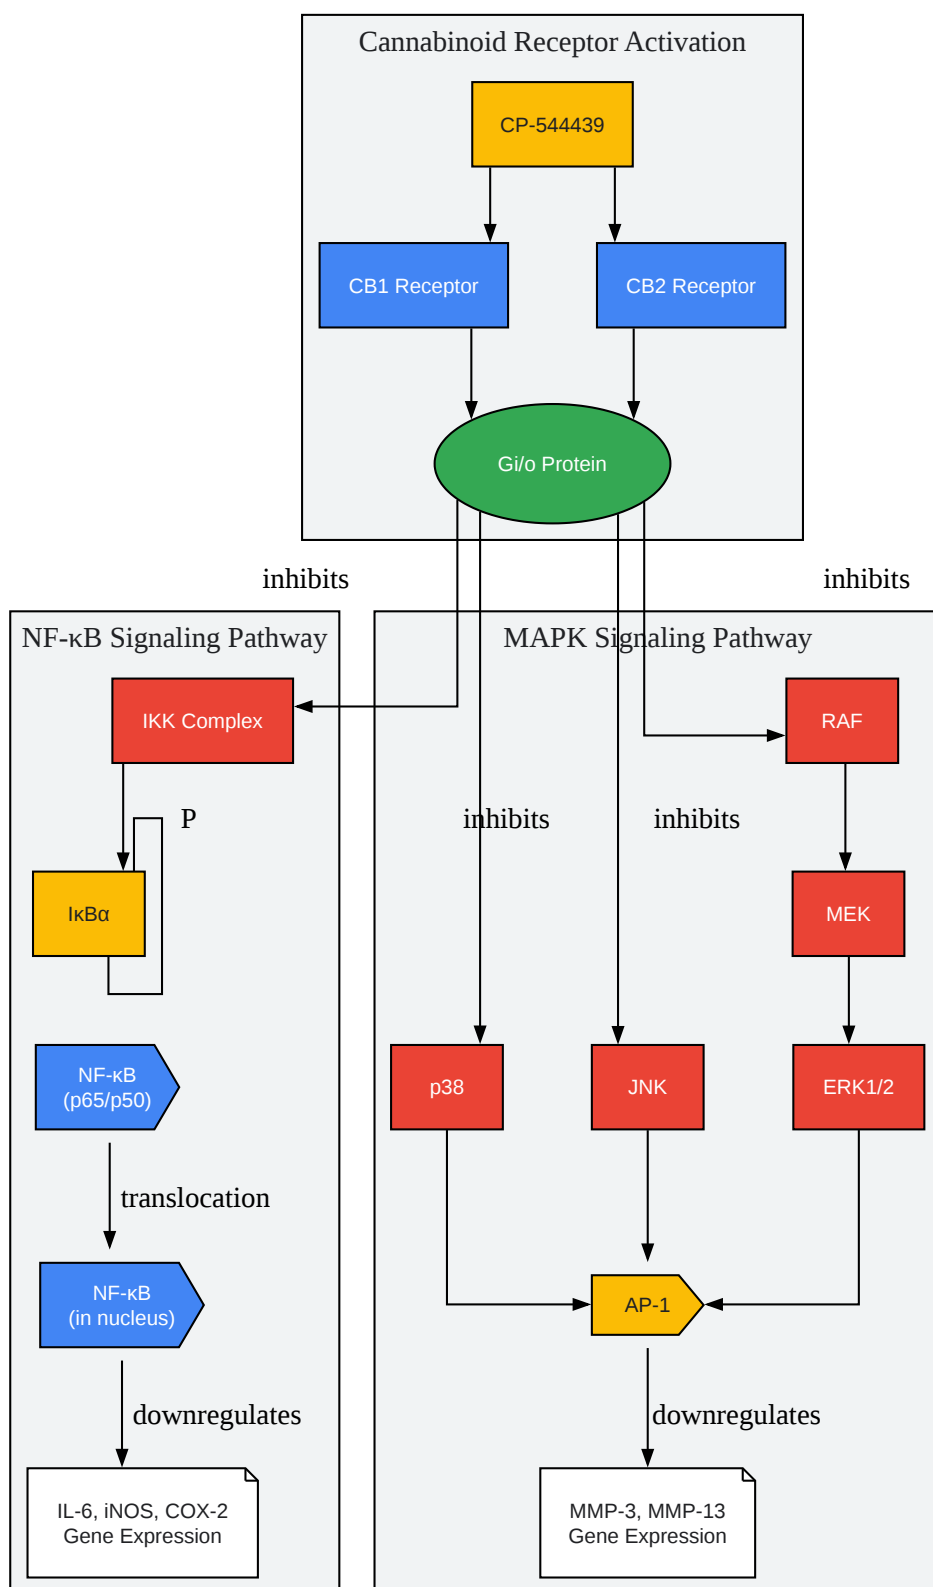 Cannabinoid Receptor Activation
CP-544439
CB1 Receptor
CB2 Receptor
Gi/o Protein
inhibits
inhibits
NF-κB Signaling Pathway
MAPK Signaling Pathway
IKK Complex
RAF
P
inhibits
inhibits
IκBα
MEK
NF-κB
(p65/p50)
p38
JNK
ERK1/2
translocation
NF-κB
(in nucleus)
AP-1
downregulates
downregulates
IL-6, iNOS, COX-2
Gene Expression
MMP-3, MMP-13
Gene Expression